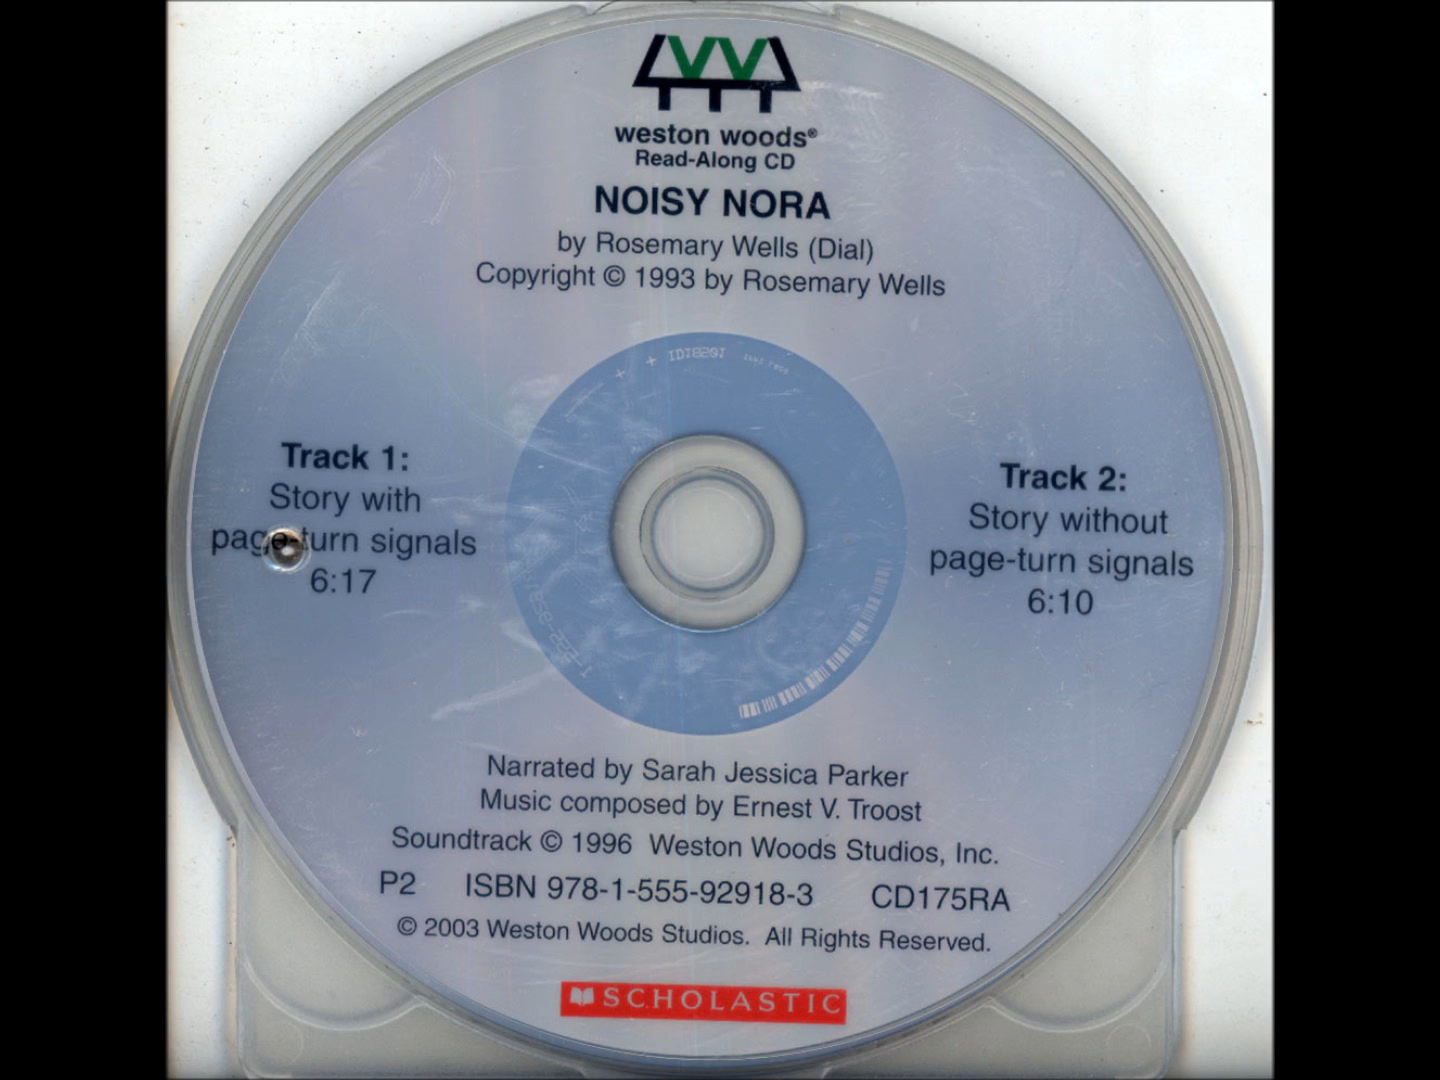 weston woods®
Read-Along CD
NOISY NORA
by Rosemary Wells (Dial)
Copyright © 1993 by Rosemary Wells
Track 1:
Story with
page-turn signals
6:17
Track 2:
Story without
page-turn signals
6:10
Narrated by Sarah Jessica Parker
Music composed by Ernest V. Troost
Soundtrack © 1996 Weston Woods Studios, Inc.
P2 ISBN 978-1-555-92918-3 CD175RA
© 2003 Weston Woods Studios. All Rights Reserved.
SCHOLASTIC